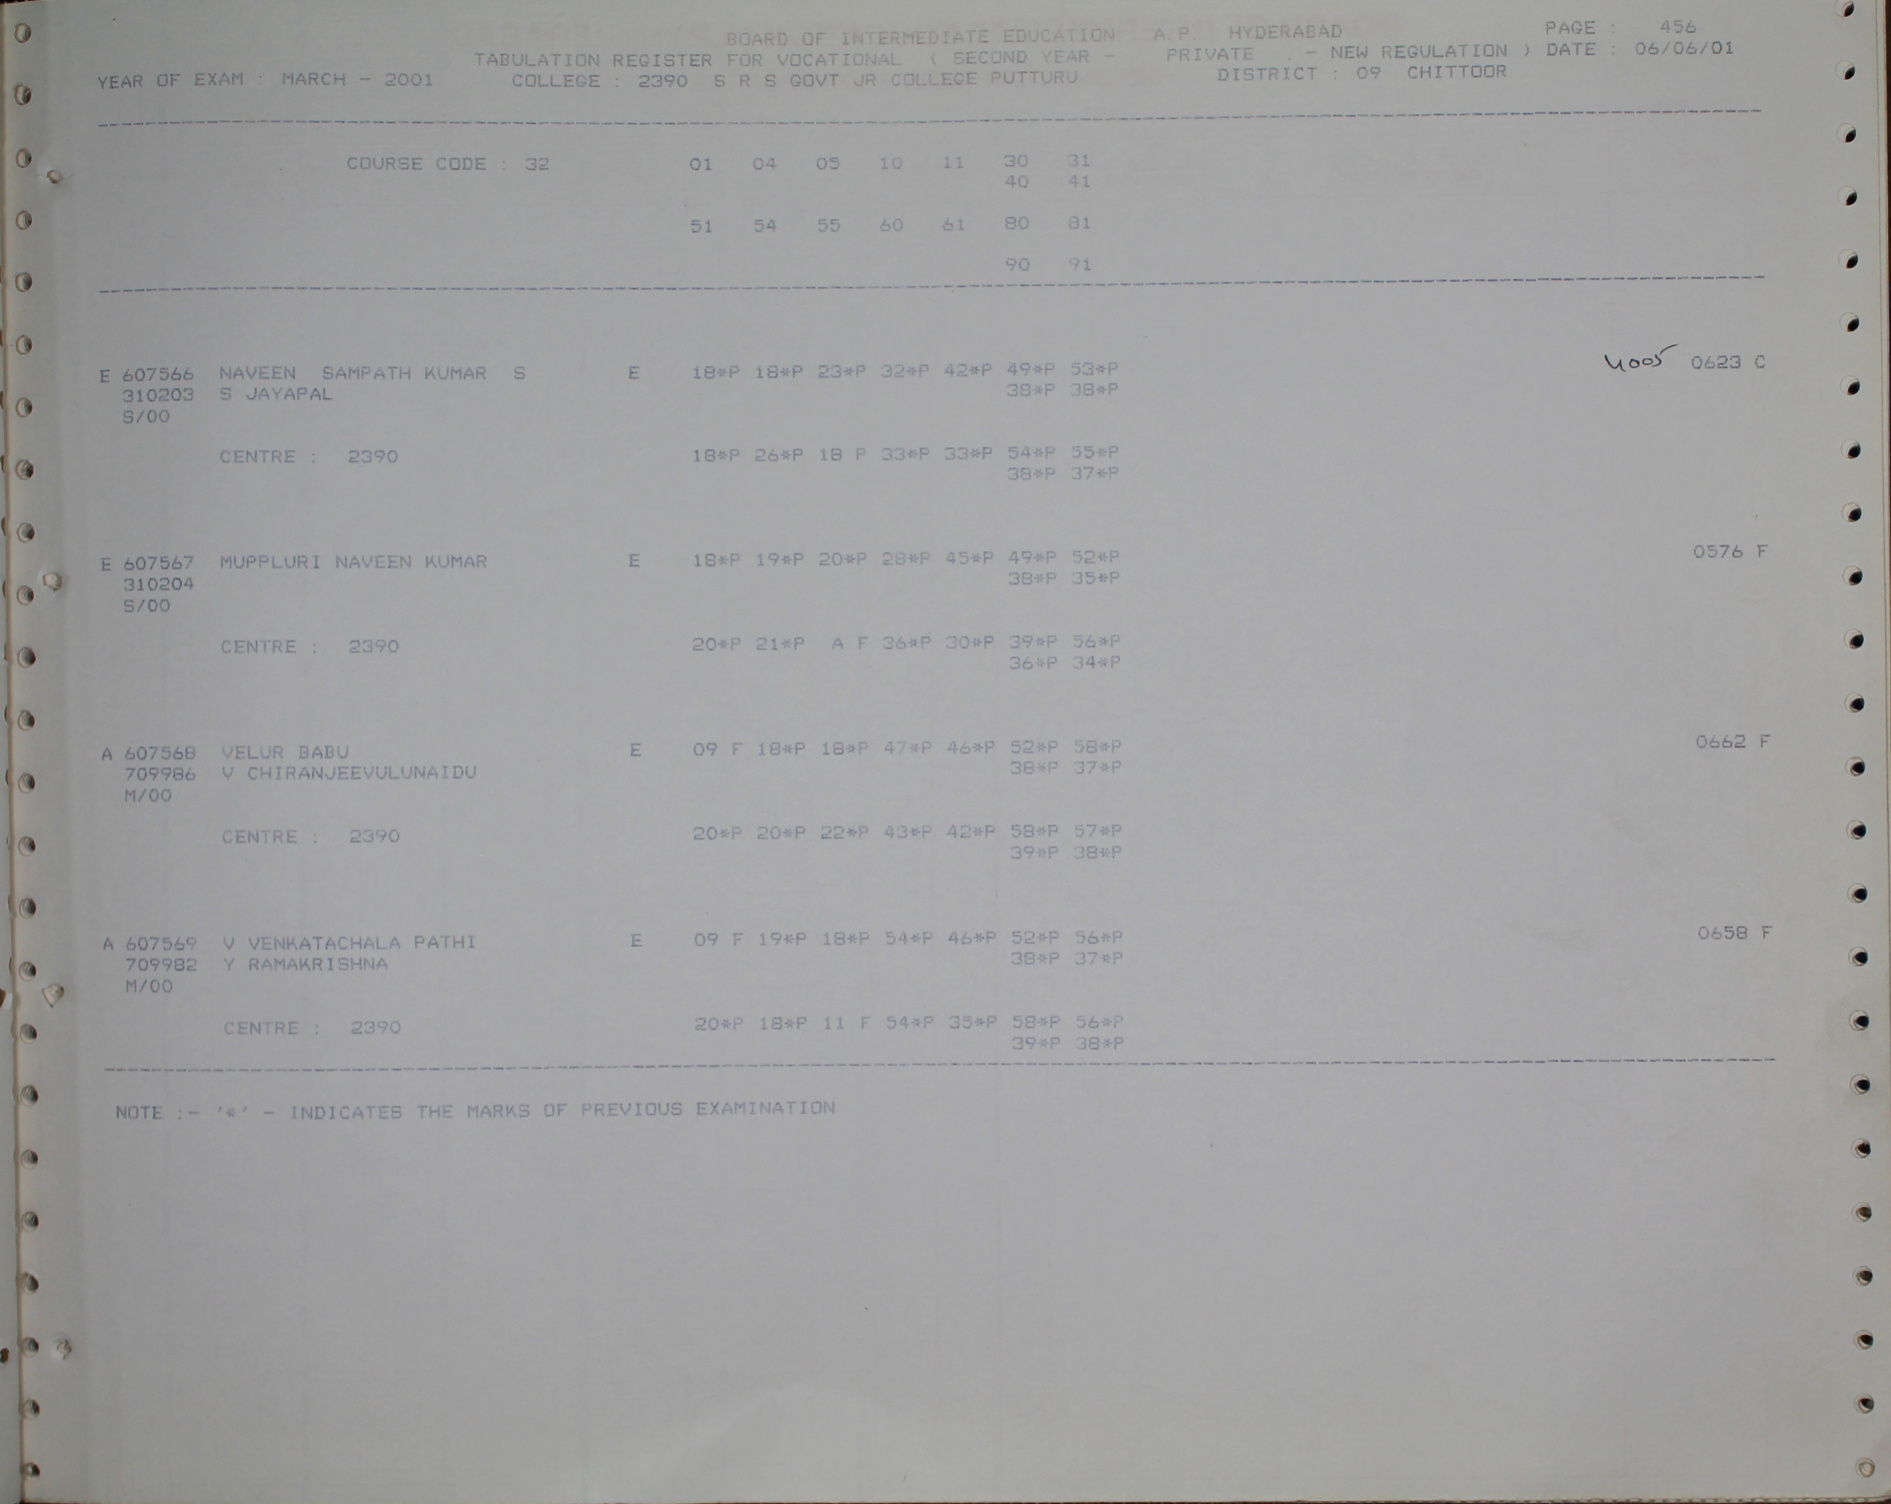 BOARD OF INTERMEDIATE EDUCATION A.P. HYDERABAD PAGE : 456
TABULATION REGISTER FOR VOCATIONAL ( SECOND YEAR - PRIVATE - NEW REGULATION ) DATE : 06/06/01
YEAR OF EXAM : MARCH - 2001 COLLEGE : 2390 S R S GOVT JR COLLEGE PUTTURU DISTRICT : 09 CHITTOOR
COURSE CODE : 32 01 04 05 10 11 30 31
40 41
51 54 55 60 61 80 81
90 91
E 607566 NAVEEN SAMPATH KUMAR S E 18*P 18*P 23*P 32*P 42*P 49*P 53*P 4005 0623 C
310203 S JAYAPAL 38*P 38*P
S/00
CENTRE : 2390 18*P 26*P 18 P 33*P 33*P 54*P 55*P
38*P 37*P
E 607567 MUPPLURI NAVEEN KUMAR E 18*P 19*P 20*P 28*P 45*P 49*P 52*P 0576 F
310204 38*P 35*P
S/00
CENTRE : 2390 20*P 21*P A F 36*P 30*P 39*P 56*P
36*P 34*P
A 607568 VELUR BABU E 09 F 18*P 18*P 47*P 46*P 52*P 58*P 0662 F
709986 V CHIRANJEEVULUNAIDU 38*P 37*P
M/00
CENTRE : 2390 20*P 20*P 22*P 43*P 42*P 58*P 57*P
39*P 38*P
A 607569 V VENKATACHALA PATHI E 09 F 19*P 18*P 54*P 46*P 52*P 56*P 0658 F
709982 Y RAMAKRISHNA 38*P 37*P
M/00
CENTRE : 2390 20*P 18*P 11 F 54*P 35*P 58*P 56*P
39*P 38*P
NOTE :- '*' - INDICATES THE MARKS OF PREVIOUS EXAMINATION